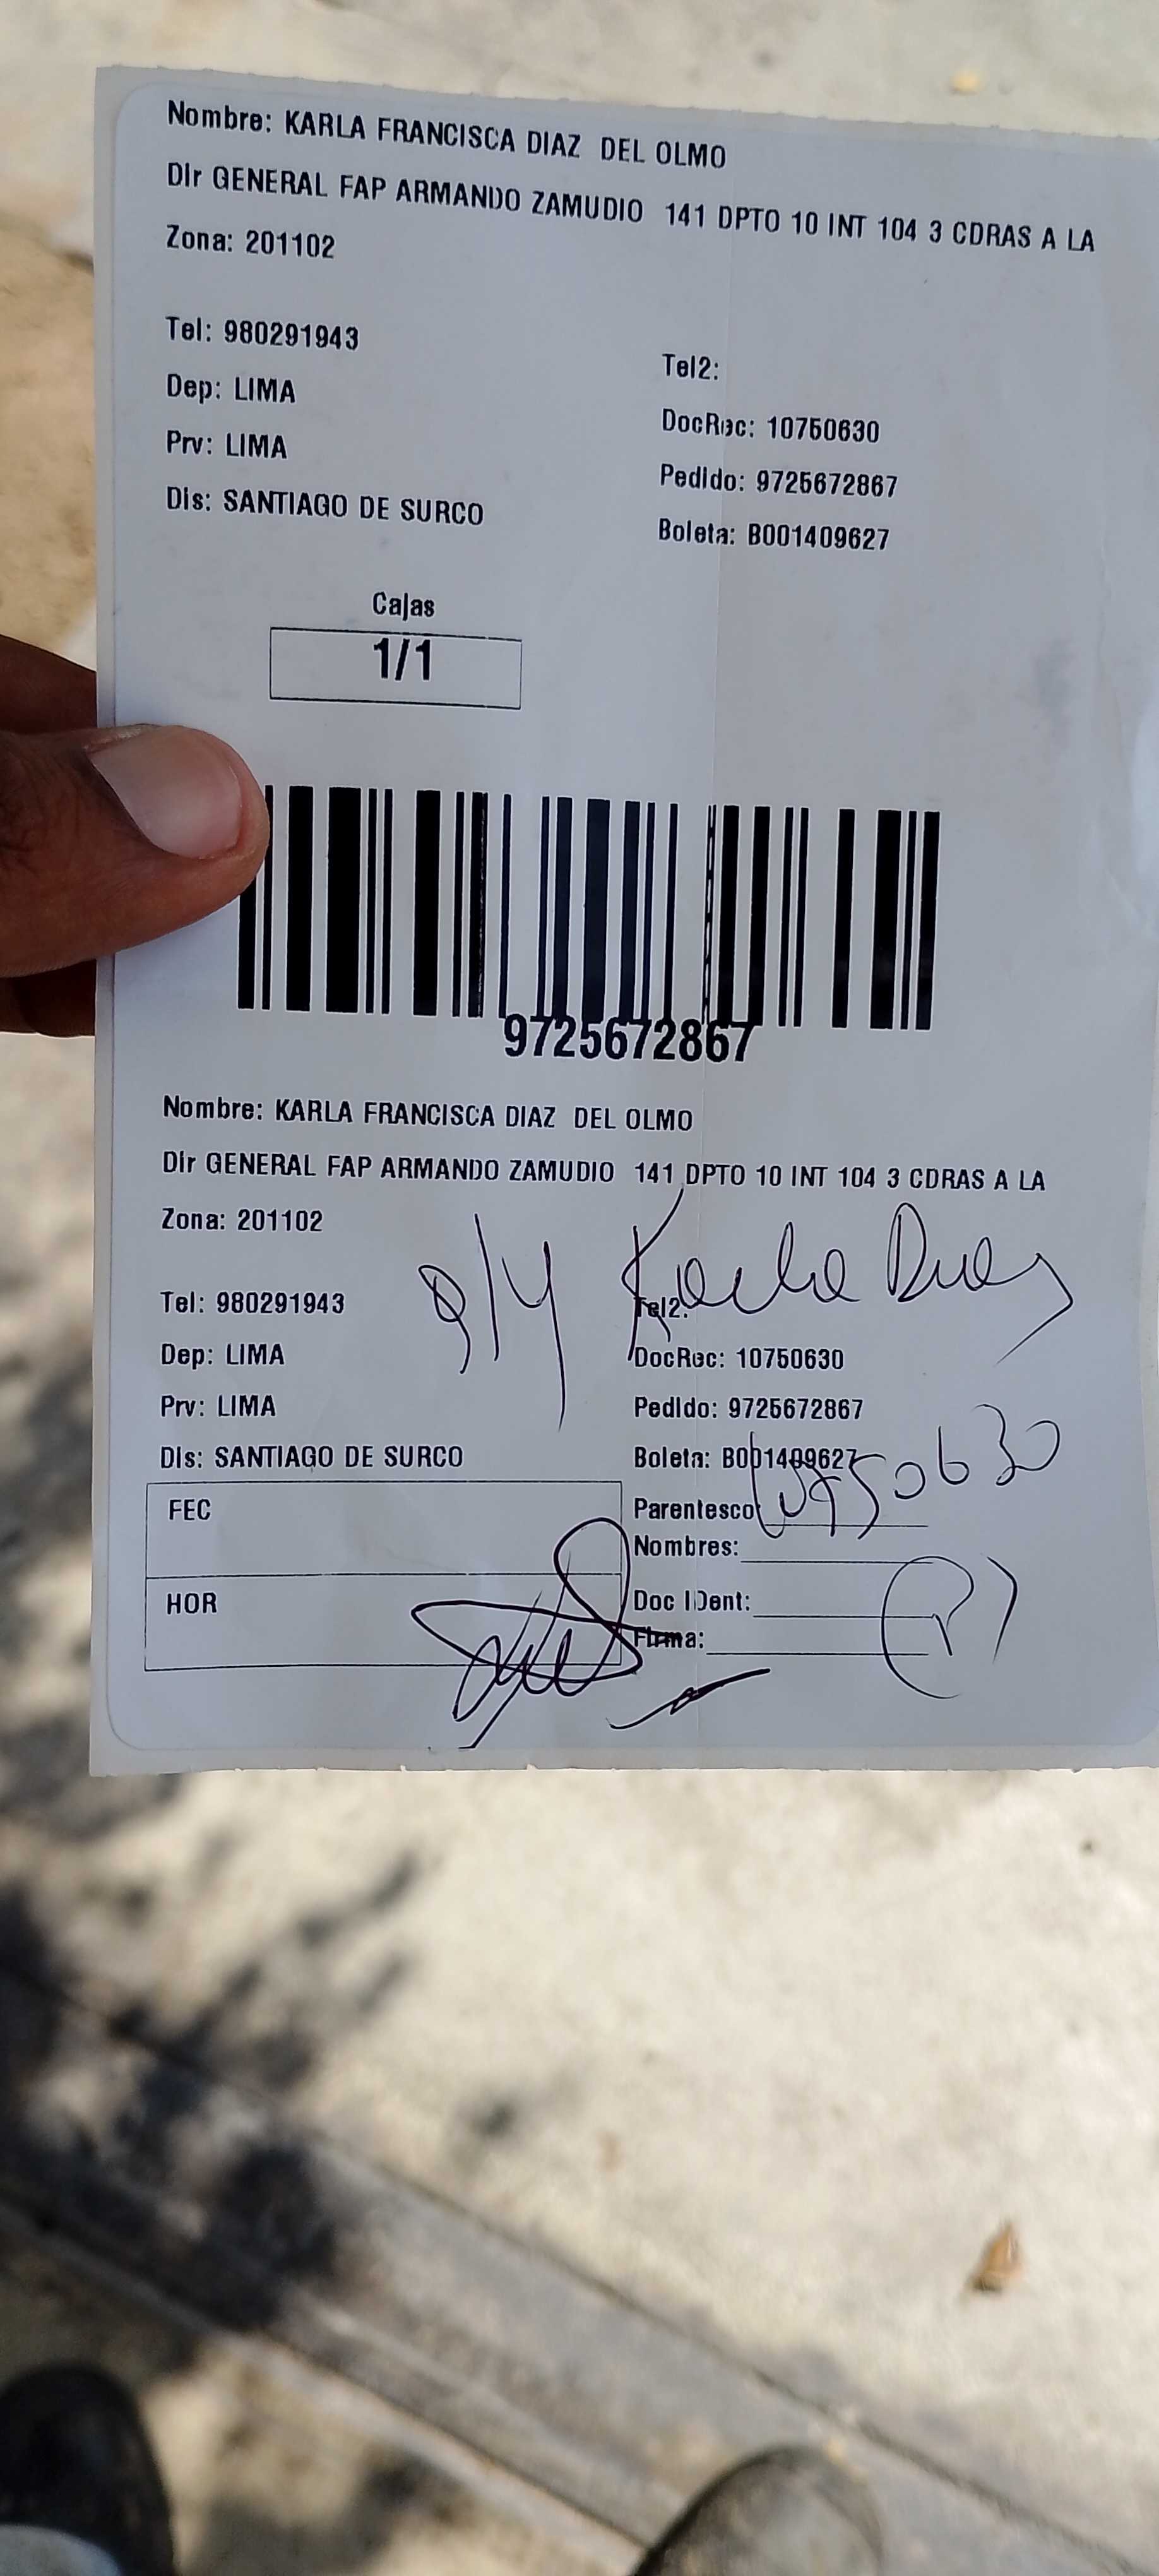 Nombre: KARLA FRANCISCA DIAZ DEL OLMO
Dir GENERAL FAP ARMANDO ZAMUDIO 141 DPTO 10 INT 104 3 CDRAS A LA
Zona: 201102
Tel: 980291943
Tel2:
Dep: LIMA
DocRec: 10750630
Prv: LIMA
Pedido: 9725672867
Dis: SANTIAGO DE SURCO
Boleta: B001409627
Cajas
1/1
9725672867
Nombre: KARLA FRANCISCA DIAZ DEL OLMO
Dir GENERAL FAP ARMANDO ZAMUDIO 141 DPTO 10 INT 104 3 CDRAS A LA
Zona: 201102
Karla
Tel: 980291943
Tel2:
Dep: LIMA
DocRec: 10750630
Prv: LIMA
Pedido: 9725672867
Dis: SANTIAGO DE SURCO
Boleta: B001409627
10750630
FEC
Parentesco
Nombres:
HOR
Doc IDent:
Firma: